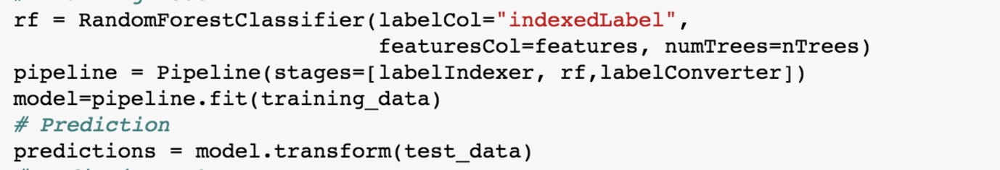 rf = RandomForestClassifier(labelCol="indexedLabel",
featuresCol=features, numTrees=nTrees)
pipeline = Pipeline(stages=[labelIndexer, rf,labelConverter])
model=pipeline.fit(training_data)
# Prediction
predictions = model.transform(test_data)